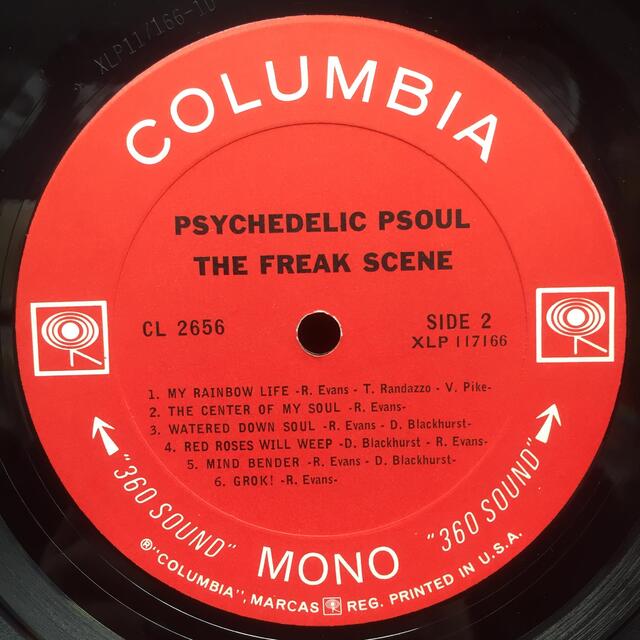 XLP117166-1D
COLUMBIA
PSYCHEDELIC PSOUL
THE FREAK SCENE
CL 2656
SIDE 2
XLP 117166
1. MY RAINBOW LIFE -R. Evans - T. Randazzo - V. Pike-
2. THE CENTER OF MY SOUL -R. Evans-
3. WATERED DOWN SOUL -R. Evans - D. Blackhurst-
4. RED ROSES WILL WEEP -D. Blackhurst - R. Evans-
5. MIND BENDER -R. Evans - D. Blackhurst-
6. GROK! -R. Evans-
"360 SOUND"
MONO
"360 SOUND"
® "COLUMBIA", MARCAS REG. PRINTED IN U.S.A.